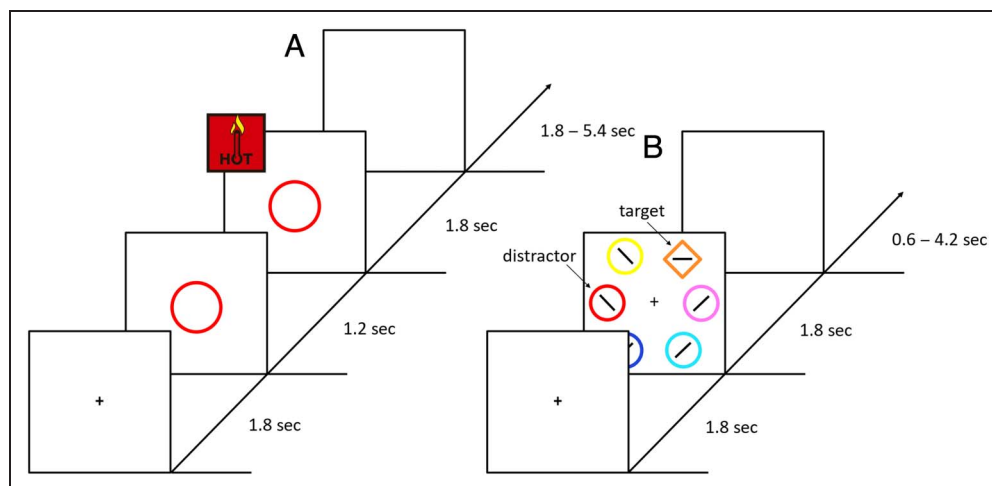 A
HOT
1.8 – 5.4 sec
1.8 sec
1.2 sec
+
1.8 sec
B
target
distractor
+
0.6 – 4.2 sec
1.8 sec
+
1.8 sec